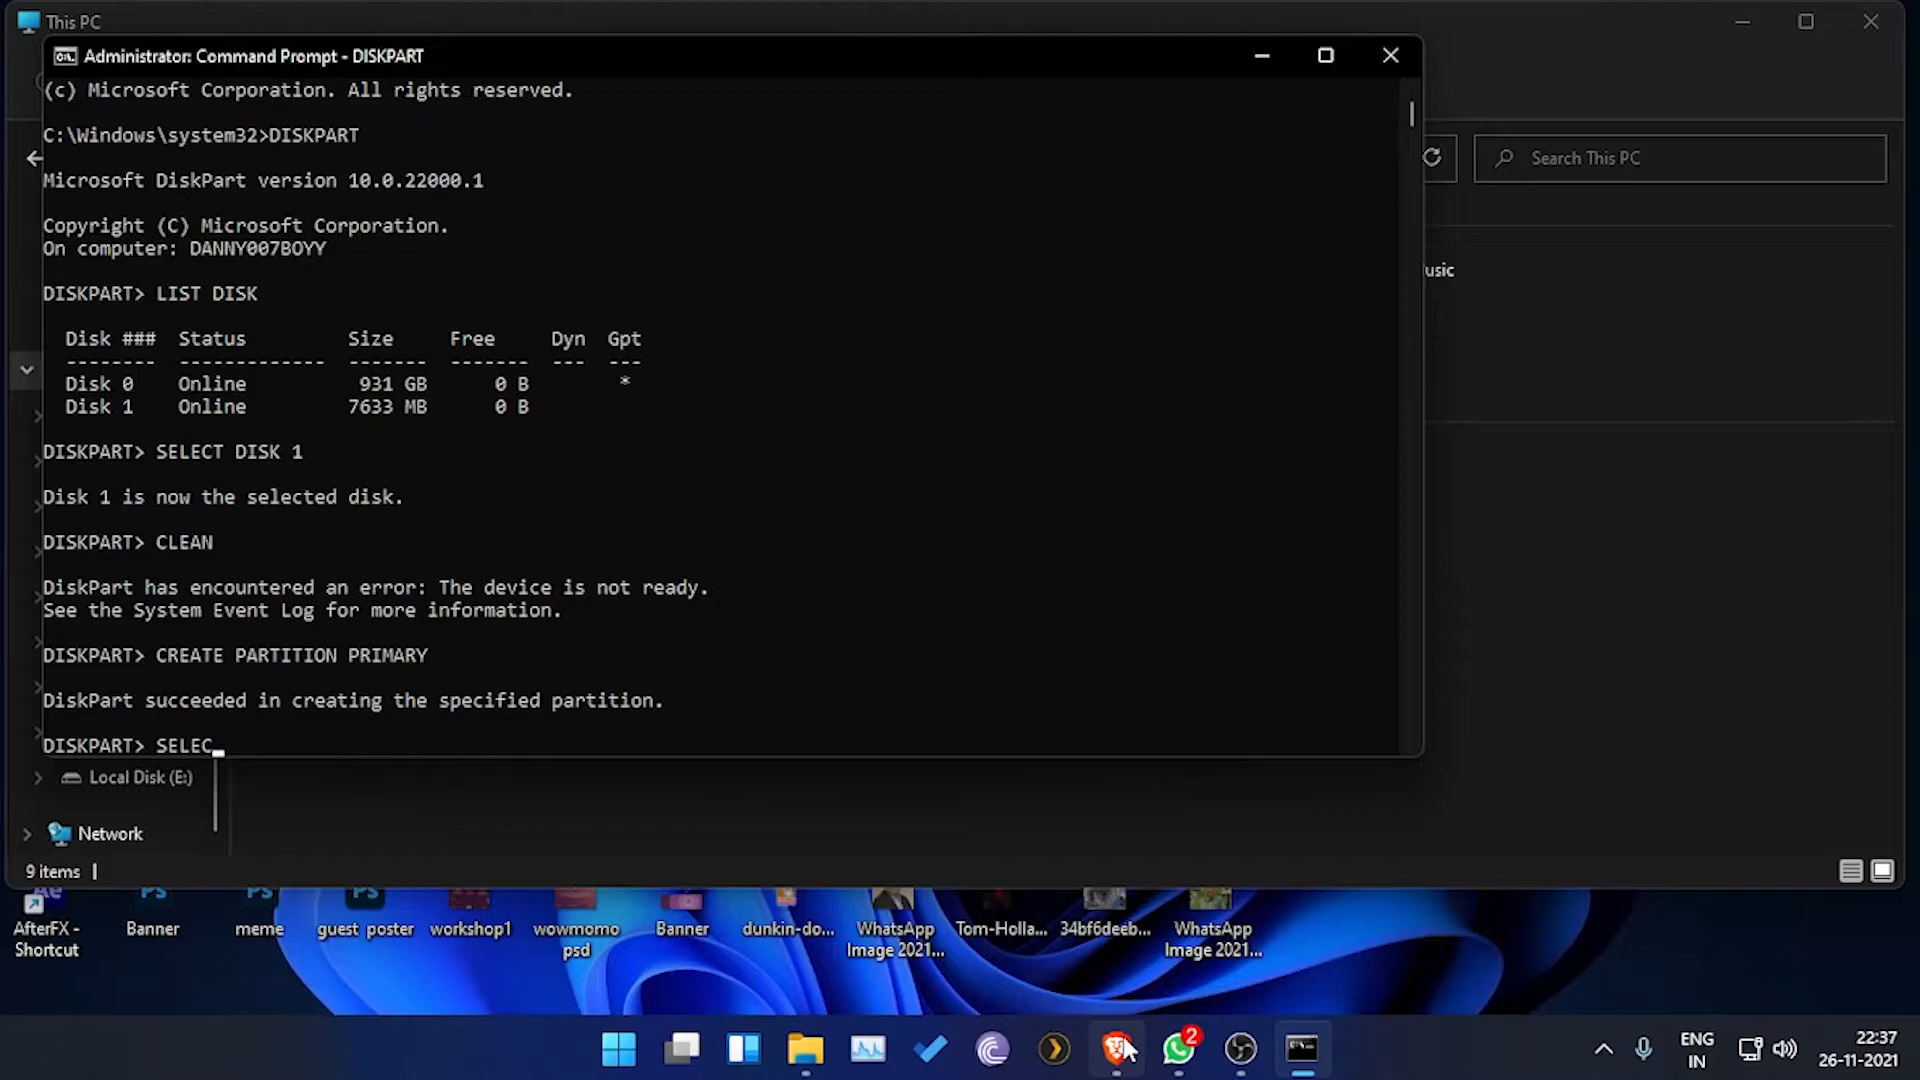 This PC
Administrator: Command Prompt - DISKPART
(c) Microsoft Corporation. All rights reserved.
C:\Windows\system32>DISKPART
Search This PC
Microsoft DiskPart version 10.0.22000.1
Copyright (C) Microsoft Corporation.
On computer: DANNY007BOYY
usic
DISKPART> LIST DISK
Disk ###  Status         Size     Free     Dyn  Gpt
--------  -------------  -------  -------  ---  ---
Disk 0    Online          931 GB      0 B        *
Disk 1    Online         7633 MB      0 B
DISKPART> SELECT DISK 1
Disk 1 is now the selected disk.
DISKPART> CLEAN
DiskPart has encountered an error: The device is not ready.
See the System Event Log for more information.
DISKPART> CREATE PARTITION PRIMARY
DiskPart succeeded in creating the specified partition.
DISKPART> SELEC
Local Disk (E:)
Network
9 items
Ae Ps Ps Ps
AfterFX - Shortcut
Banner
meme
guest poster
workshop1
wowmomo psd
Banner
dunkin-do...
WhatsApp Image 2021...
Tom-Holla...
34bf6deeb...
WhatsApp Image 2021...
2
ENG
IN
22:37
26-11-2021